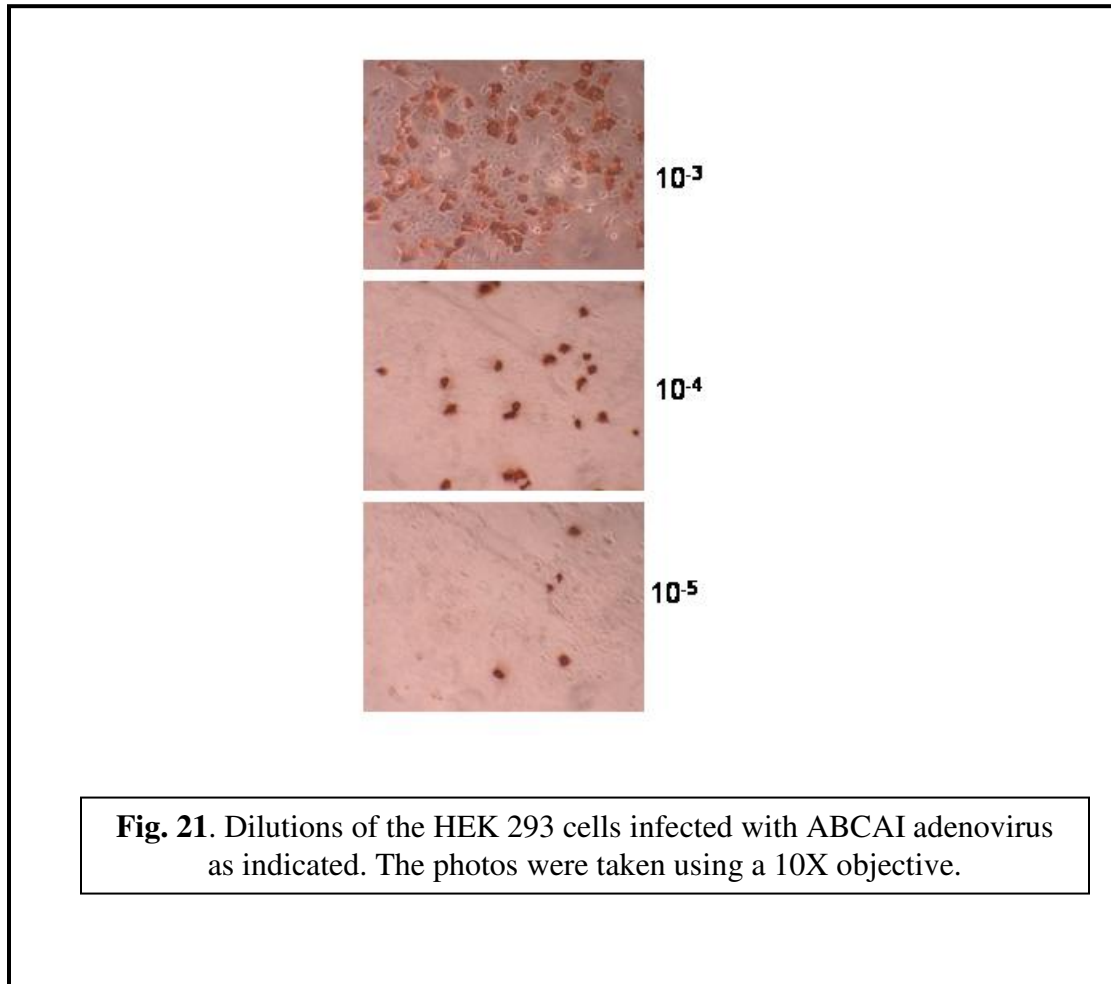 10-3
10-4
10-5
Fig. 21. Dilutions of the HEK 293 cells infected with ABCAI adenovirus
as indicated. The photos were taken using a 10X objective.